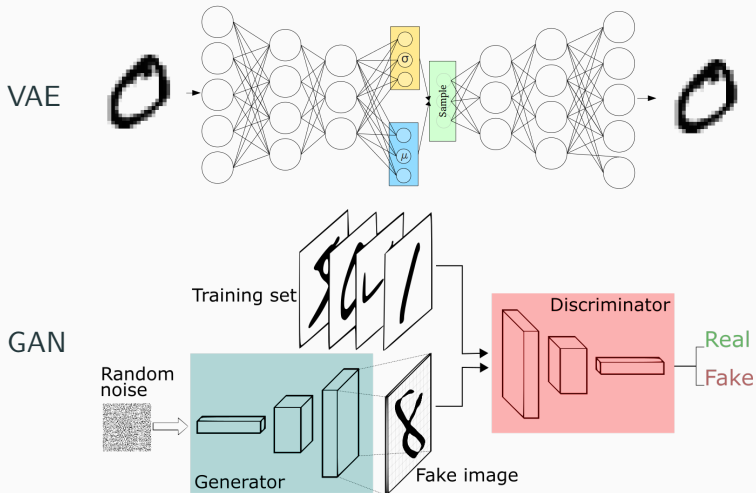 VAE
σ
μ
Sample
GAN
Training set
Discriminator
Real
Fake
Random
noise
Generator
Fake image